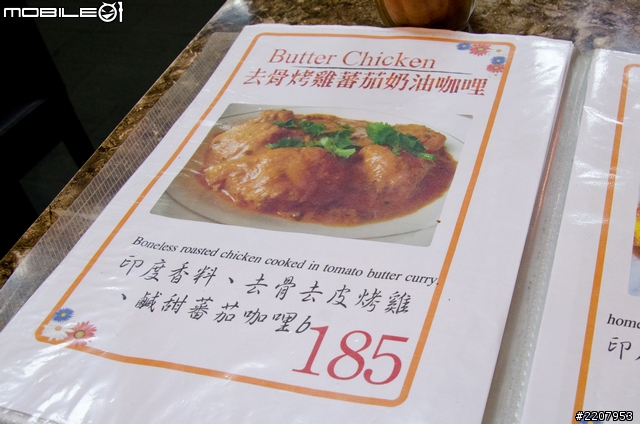 MOBILE01
Butter Chicken
去骨烤雞蕃茄奶油咖哩
Boneless roasted chicken cooked in tomato butter curry.
印度香料、去骨去皮烤雞
、鹹甜蕃茄咖哩。
185
home
印
#2207953